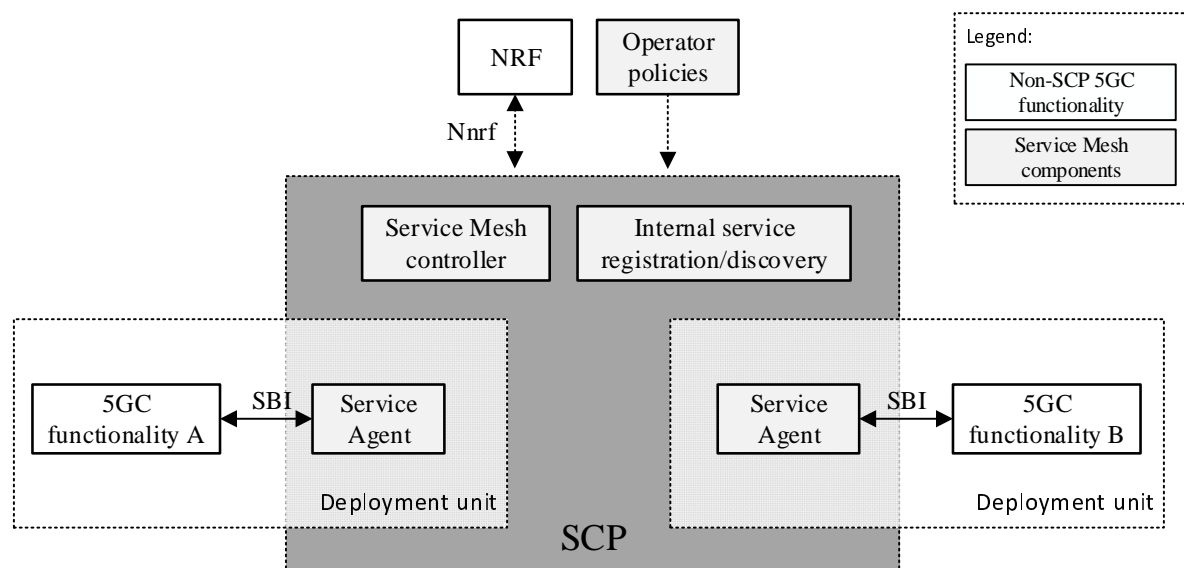 NRF
Operator
policies
Legend:
Non-SCP 5GC
functionality
Service Mesh
components
Nnrf
Service Mesh
controller
Internal service
registration/discovery
5GC
functionality A
SBI
Service
Agent
Deployment unit
Service
Agent
SBI
5GC
functionality B
Deployment unit
SCP